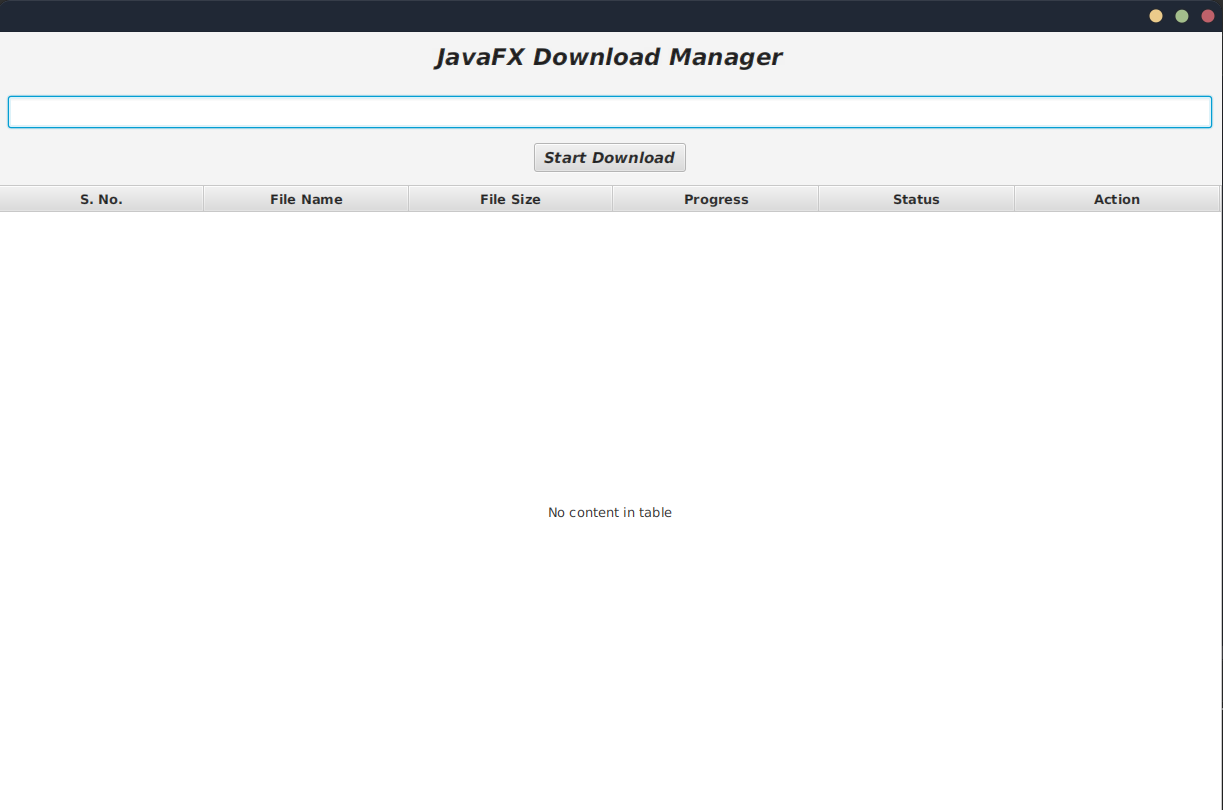 JavaFX Download Manager
Start Download
S. No. File Name File Size Progress Status Action
No content in table